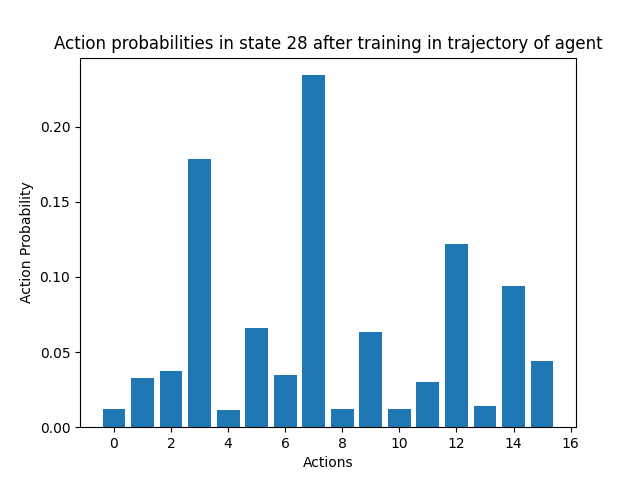 Action probabilities in state 28 after training in trajectory of agent
0.20
0.15
0.10
0.05
0.00
Action Probability
0 2 4 6 8 10 12 14 16
Actions